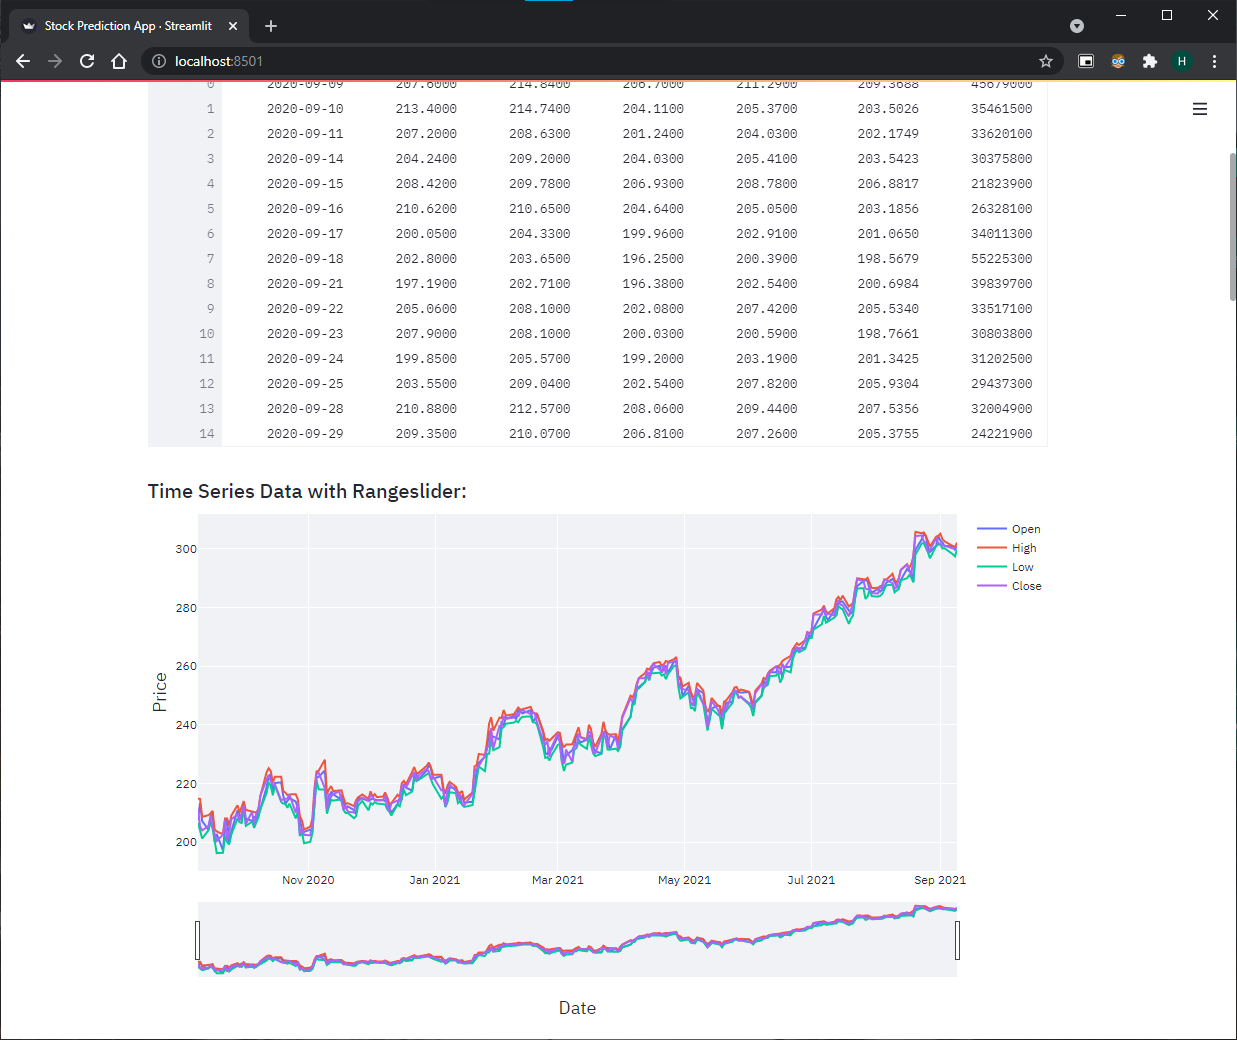 Stock Prediction App · Streamlit
localhost:8501
H
0 2020-09-09 207.6000 214.8400 206.7000 211.2900 209.3688 45679000
1 2020-09-10 213.4000 214.7400 204.1100 205.3700 203.5026 35461500
2 2020-09-11 207.2000 208.6300 201.2400 204.0300 202.1749 33620100
3 2020-09-14 204.2400 209.2000 204.0300 205.4100 203.5423 30375800
4 2020-09-15 208.4200 209.7800 206.9300 208.7800 206.8817 21823900
5 2020-09-16 210.6200 210.6500 204.6400 205.0500 203.1856 26328100
6 2020-09-17 200.0500 204.3300 199.9600 202.9100 201.0650 34011300
7 2020-09-18 202.8000 203.6500 196.2500 200.3900 198.5679 55225300
8 2020-09-21 197.1900 202.7100 196.3800 202.5400 200.6984 39839700
9 2020-09-22 205.0600 208.1000 202.0800 207.4200 205.5340 33517100
10 2020-09-23 207.9000 208.1000 200.0300 200.5900 198.7661 30803800
11 2020-09-24 199.8500 205.5700 199.2000 203.1900 201.3425 31202500
12 2020-09-25 203.5500 209.0400 202.5400 207.8200 205.9304 29437300
13 2020-09-28 210.8800 212.5700 208.0600 209.4400 207.5356 32004900
14 2020-09-29 209.3500 210.0700 206.8100 207.2600 205.3755 24221900
Time Series Data with Rangeslider:
Open
High
Low
Close
300
280
260
240
220
200
Price
Nov 2020 Jan 2021 Mar 2021 May 2021 Jul 2021 Sep 2021
Date